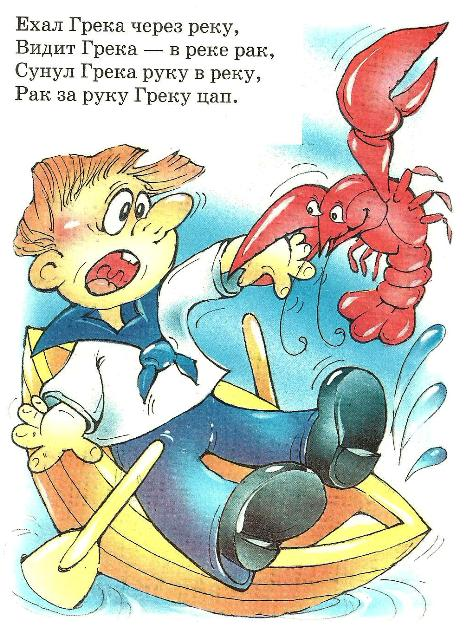 Ехал Грека через реку,
Видит Грека — в реке рак,
Сунул Грека руку в реку,
Рак за руку Греку цап.